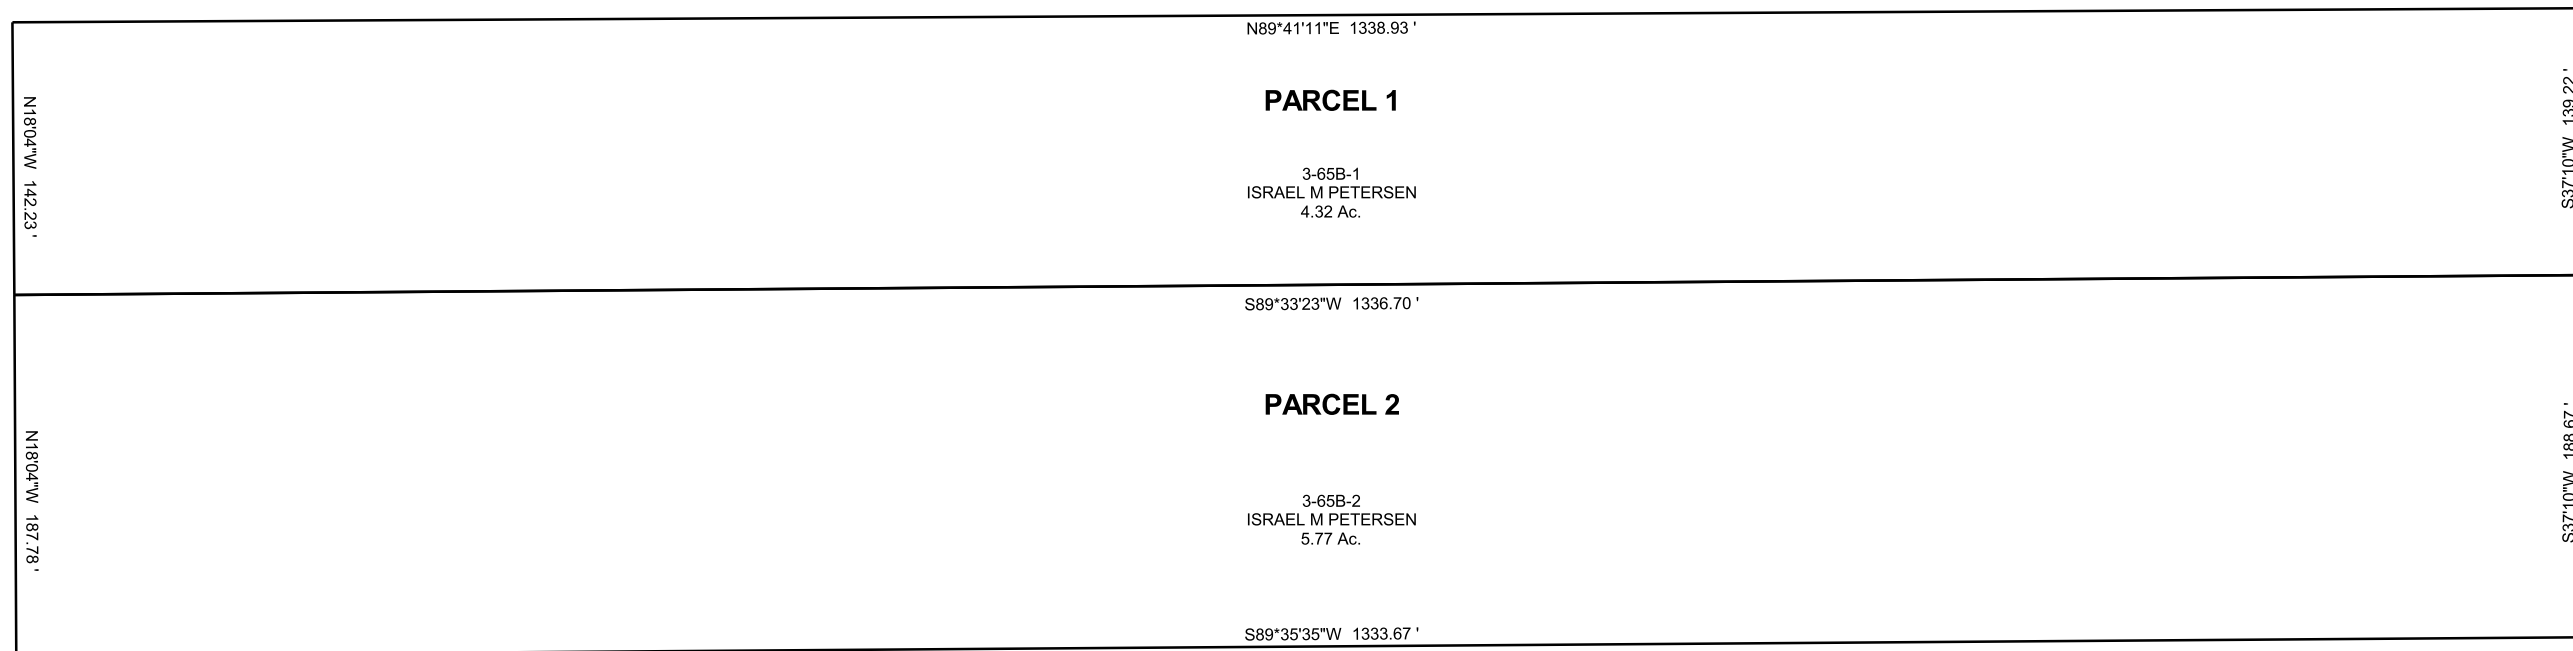 N89*41'11"E 1338.93 '
PARCEL 1
N18'04"W 142.23 '
S37'10"W 139.22 '
3-65B-1
ISRAEL M PETERSEN
4.32 Ac.
S89*33'23"W 1336.70 '
PARCEL 2
N18'04"W 187.78 '
S37'10"W 188.67 '
3-65B-2
ISRAEL M PETERSEN
5.77 Ac.
S89*35'35"W 1333.67 '